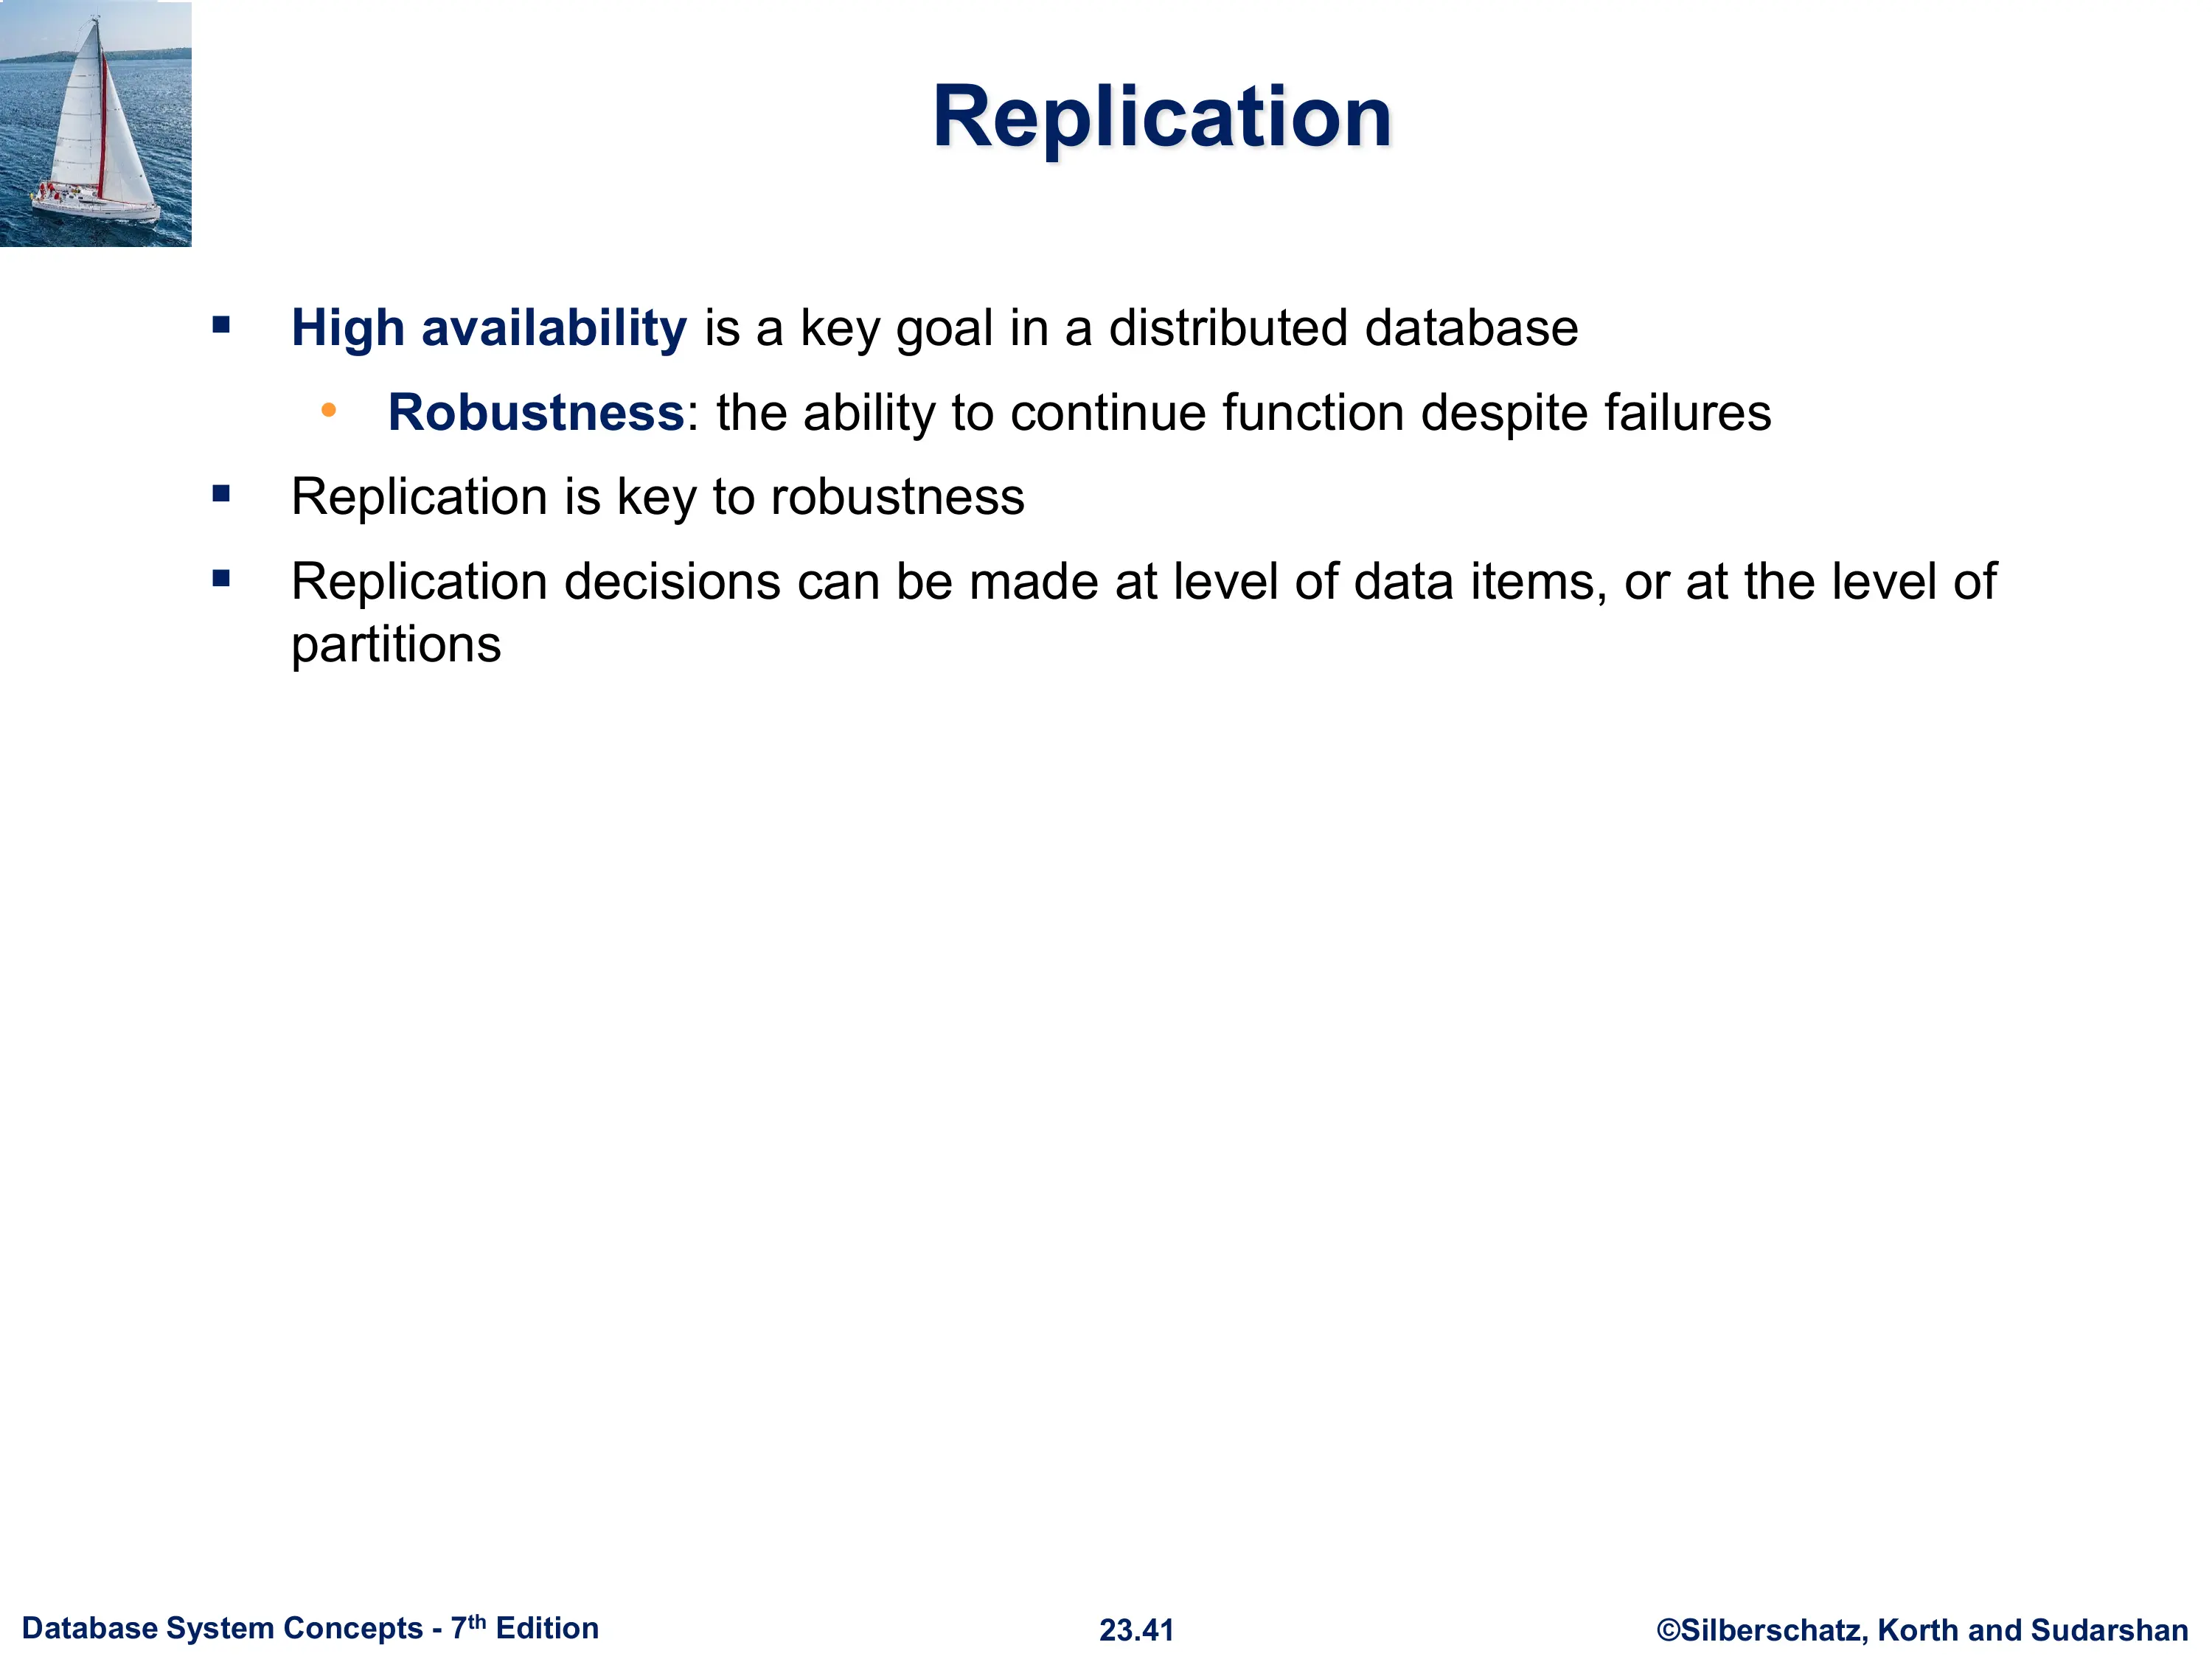 Replication
▪ High availability is a key goal in a distributed database
• Robustness: the ability to continue function despite failures
▪ Replication is key to robustness
▪ Replication decisions can be made at level of data items, or at the level of
partitions
Database System Concepts - 7th Edition
23.41
©Silberschatz, Korth and Sudarshan